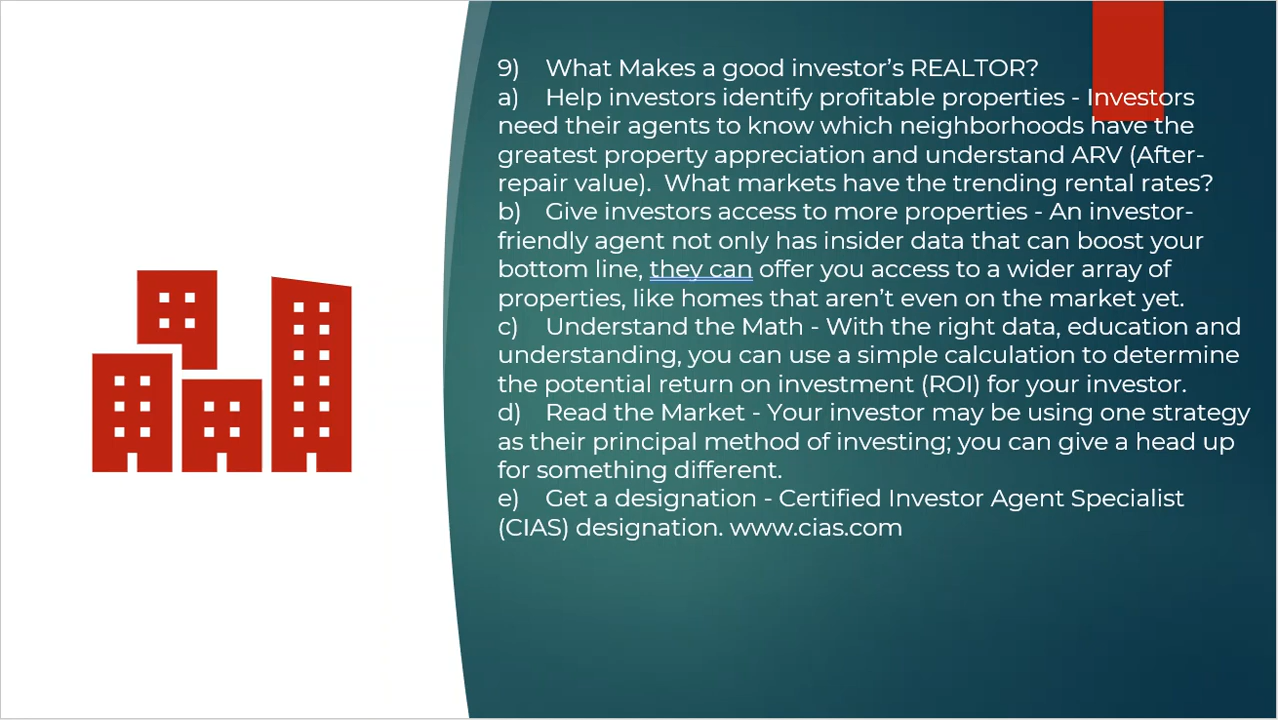 9) What Makes a good investor’s REALTOR?
a) Help investors identify profitable properties - Investors
need their agents to know which neighborhoods have the
greatest property appreciation and understand ARV (After-
repair value).  What markets have the trending rental rates?
b) Give investors access to more properties - An investor-
friendly agent not only has insider data that can boost your
bottom line, they can offer you access to a wider array of
properties, like homes that aren’t even on the market yet.
c) Understand the Math - With the right data, education and
understanding, you can use a simple calculation to determine
the potential return on investment (ROI) for your investor.
d) Read the Market - Your investor may be using one strategy
as their principal method of investing; you can give a head up
for something different.
e) Get a designation - Certified Investor Agent Specialist
(CIAS) designation. www.cias.com